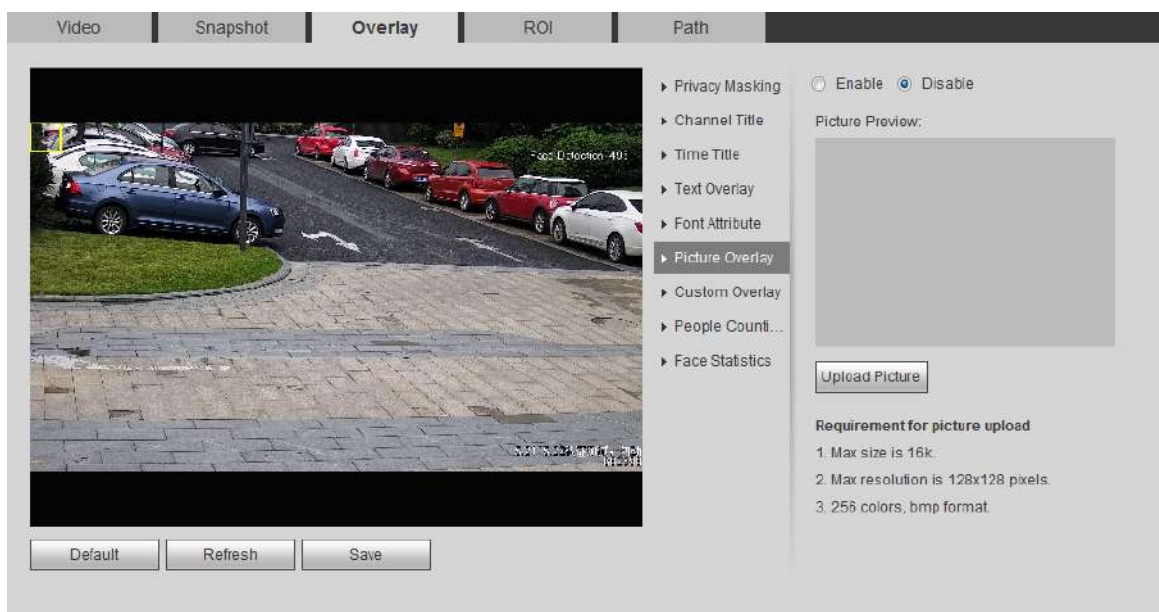 Video Snapshot Overlay ROI Path
Privacy Masking
Channel Title
Time Title
Text Overlay
Font Attribute
Picture Overlay
Custom Overlay
People Counti...
Face Statistics
Enable Disable
Picture Preview:
Upload Picture
Requirement for picture upload
1. Max size is 16k.
2. Max resolution is 128x128 pixels.
3. 256 colors, bmp format.
Face Detection
Default Refresh Save